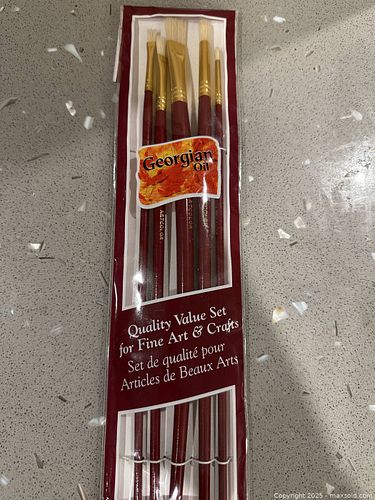 Georgian
Oil
ARTCOLOR
Quality Value Set
for Fine Art & Crafts
Set de qualité pour
Articles de Beaux Arts
Copyright 2025 - maxsold.com